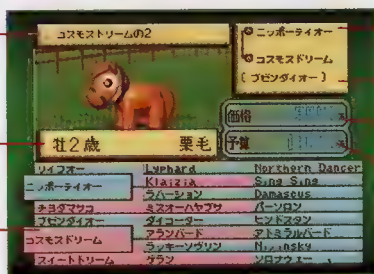 コスモストリームの2
ニッポーテイオー
コスモスドリーム
(ブゼンダイオー)
価格
予算
牡2歳 栗毛
リイフオー Lyphard Northern Dancer
ニッポーテイオー Klaizia Sing Sing
ラバーション Damascus
チヨダマサコ ミスオーハヤブサ パーソロン
ブゼンダイオー ダイコーター ヒンドスタン
コスモスドリーム アランバード アトミラルバード
ラッキーソヴリン Nijinsky
スイートドリーム ゲラン ソロナウェー